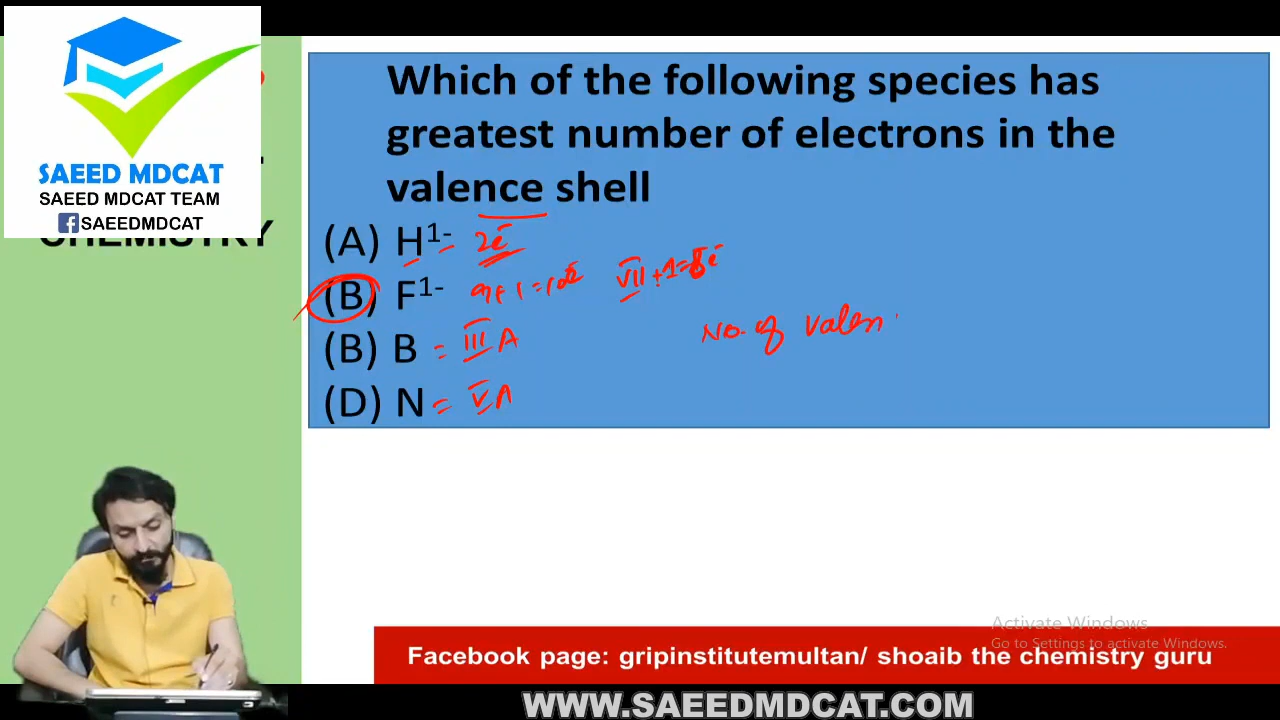 SAEED MDCAT
SAEED MDCAT TEAM
SAEEDMDCAT
CHEMISTRY
Which of the following species has
greatest number of electrons in the
valence shell
(A) H¹⁻ = 2e⁻
(B) F¹⁻ 9+1=10e⁻ VII+1=8e⁻
(B) B = III A
(D) N = V A
No. of valen
Activate Windows
Go to Settings to activate Windows.
Facebook page: gripinstitutemultan/ shoaib the chemistry guru
WWW.SAEEDMDCAT.COM